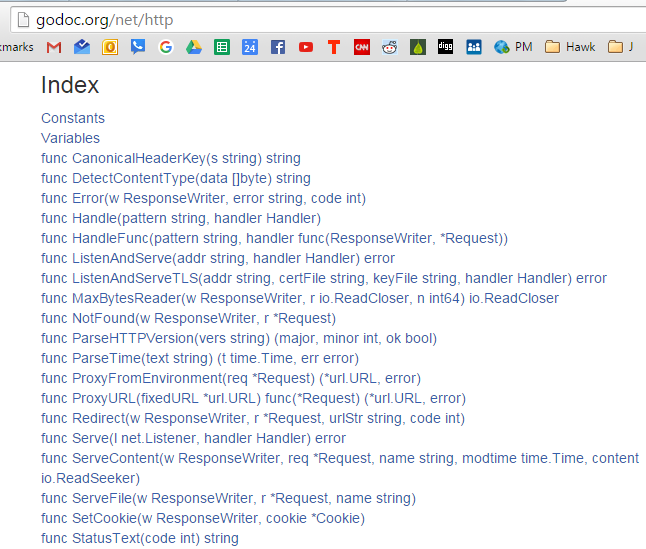 godoc.org/net/http
kmarks
24
T
CNN
digg
PM
Hawk
J
Index
Constants
Variables
func CanonicalHeaderKey(s string) string
func DetectContentType(data []byte) string
func Error(w ResponseWriter, error string, code int)
func Handle(pattern string, handler Handler)
func HandleFunc(pattern string, handler func(ResponseWriter, *Request))
func ListenAndServe(addr string, handler Handler) error
func ListenAndServeTLS(addr string, certFile string, keyFile string, handler Handler) error
func MaxBytesReader(w ResponseWriter, r io.ReadCloser, n int64) io.ReadCloser
func NotFound(w ResponseWriter, r *Request)
func ParseHTTPVersion(vers string) (major, minor int, ok bool)
func ParseTime(text string) (t time.Time, err error)
func ProxyFromEnvironment(req *Request) (*url.URL, error)
func ProxyURL(fixedURL *url.URL) func(*Request) (*url.URL, error)
func Redirect(w ResponseWriter, r *Request, urlStr string, code int)
func Serve(l net.Listener, handler Handler) error
func ServeContent(w ResponseWriter, req *Request, name string, modtime time.Time, content
io.ReadSeeker)
func ServeFile(w ResponseWriter, r *Request, name string)
func SetCookie(w ResponseWriter, cookie *Cookie)
func StatusText(code int) string